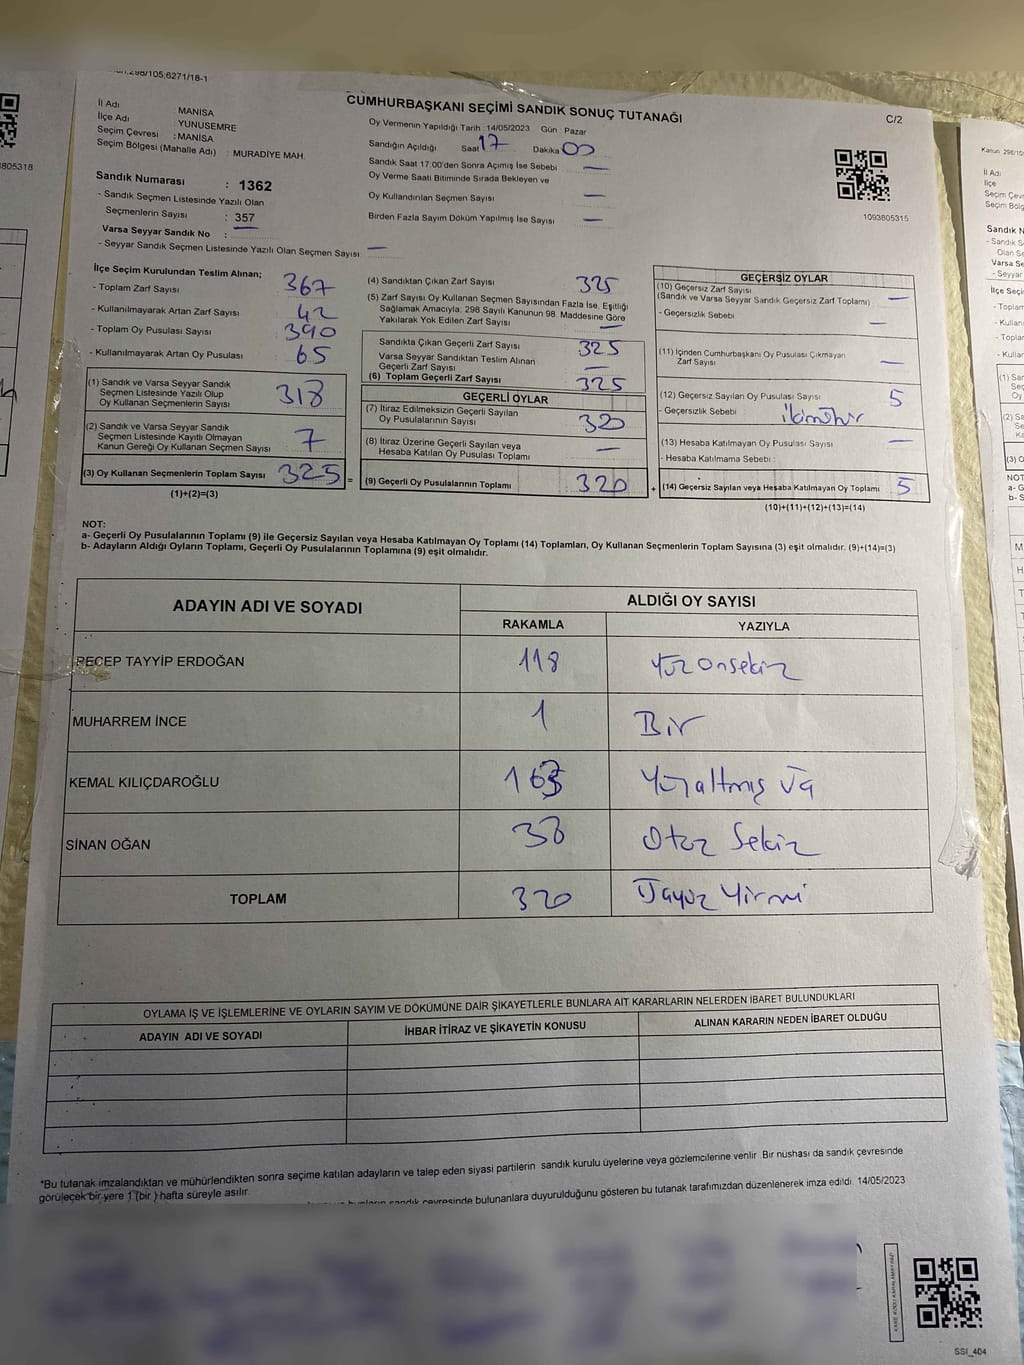 298/105;6271/18-1
CUMHURBAŞKANI SEÇİMİ SANDIK SONUÇ TUTANAĞI
C/2
İl Adı MANİSA
İlçe Adı YUNUSEMRE
Seçim Çevresi : MANİSA
Seçim Bölgesi (Mahalle Adı) : MURADİYE MAH.
Sandık Numarası : 1362
- Sandık Seçmen Listesinde Yazılı Olan
Seçmenlerin Sayısı : 357
Varsa Seyyar Sandık No : —
- Seyyar Sandık Seçmen Listesinde Yazılı Olan Seçmen Sayısı —
Oy Vermenin Yapıldığı Tarih : 14/05/2023 Gün : Pazar
Sandığın Açıldığı Saat 17 Dakika 00
Sandık Saat 17:00'den Sonra Açımış İse Sebebi —
Oy Verme Saati Bitiminde Sırada Bekleyen ve
Oy Kullandırılan Seçmen Sayısı —
Birden Fazla Sayım Döküm Yapılmış İse Sayısı —
1093805315
805318
İlçe Seçim Kurulundan Teslim Alınan;
- Toplam Zarf Sayısı 367
- Kullanılmayarak Artan Zarf Sayısı 42
- Toplam Oy Pusulası Sayısı 390
- Kullanılmayarak Artan Oy Pusulası 65
(1) Sandık ve Varsa Seyyar Sandık
Seçmen Listesinde Yazılı Olup
Oy Kullanan Seçmenlerin Sayısı 318
(2) Sandık ve Varsa Seyyar Sandık
Seçmen Listesinde Kayıtlı Olmayan
Kanun Gereği Oy Kullanan Seçmen Sayısı 7
(3) Oy Kullanan Seçmenlerin Toplam Sayısı 325 =
(1)+(2)=(3)
(4) Sandıktan Çıkan Zarf Sayısı 325
(5) Zarf Sayısı Oy Kullanan Seçmen Sayısından Fazla İse, Eşitliği
Sağlamak Amacıyla; 298 Sayılı Kanunun 98. Maddesine Göre
Yakılarak Yok Edilen Zarf Sayısı —
Sandıkta Çıkan Geçerli Zarf Sayısı 325
Varsa Seyyar Sandıktan Teslim Alınan
Geçerli Zarf Sayısı —
(6) Toplam Geçerli Zarf Sayısı 325
GEÇERLİ OYLAR
(7) İtiraz Edilmeksizin Geçerli Sayılan
Oy Pusulalarının Sayısı 320
(8) İtiraz Üzerine Geçerli Sayılan veya
Hesaba Katılan Oy Pusulası Toplamı —
(9) Geçerli Oy Pusulalarının Toplamı 320 +
GEÇERSİZ OYLAR
(10) Geçersiz Zarf Sayısı
(Sandık ve Varsa Seyyar Sandık Geçersiz Zarf Toplamı) —
- Geçersizlik Sebebi —
(11) İçinden Cumhurbaşkanı Oy Pusulası Çıkmayan
Zarf Sayısı —
(12) Geçersiz Sayılan Oy Pusulası Sayısı 5
- Geçersizlik Sebebi iki mühür
(13) Hesaba Katılmayan Oy Pusulası Sayısı —
- Hesaba Katılmama Sebebi :
(14) Geçersiz Sayılan veya Hesaba Katılmayan Oy Toplamı 5
(10)+(11)+(12)+(13)=(14)
NOT:
a- Geçerli Oy Pusulalarının Toplamı (9) ile Geçersiz Sayılan veya Hesaba Katılmayan Oy Toplamı (14) Toplamları, Oy Kullanan Seçmenlerin Toplam Sayısına (3) eşit olmalıdır. (9)+(14)=(3)
b- Adayların Aldığı Oyların Toplamı, Geçerli Oy Pusulalarının Toplamına (9) eşit olmalıdır.
ADAYIN ADI VE SOYADI ALDIĞI OY SAYISI
RAKAMLA YAZIYLA
RECEP TAYYİP ERDOĞAN 118 Yüz onsekiz
MUHARREM İNCE 1 Bir
KEMAL KILIÇDAROĞLU 163 Yüzaltmış Üç
SİNAN OĞAN 38 Otuz Sekiz
TOPLAM 320 Üçyüz Yirmi
OYLAMA İŞ VE İŞLEMLERİNE VE OYLARIN SAYIM VE DÖKÜMÜNE DAİR ŞİKAYETLERLE BUNLARA AİT KARARLARIN NELERDEN İBARET BULUNDUKLARI
ADAYIN ADI VE SOYADI İHBAR İTİRAZ VE ŞİKAYETİN KONUSU ALINAN KARARIN NEDEN İBARET OLDUĞU
*Bu tutanak imzalandıktan ve mühürlendikten sonra seçime katılan adayların ve talep eden siyasi partilerin sandık kurulu üyelerine veya gözlemcilerine verilir. Bir nüshası da sandık çevresinde
görülecek bir yere 1 (bir) hafta süreyle asılır.
sandık çevresinde bulunanlara duyurulduğunu gösteren bu tutanak tarafımızdan düzenlenerek imza edildi. 14/05/2023
SSI_404